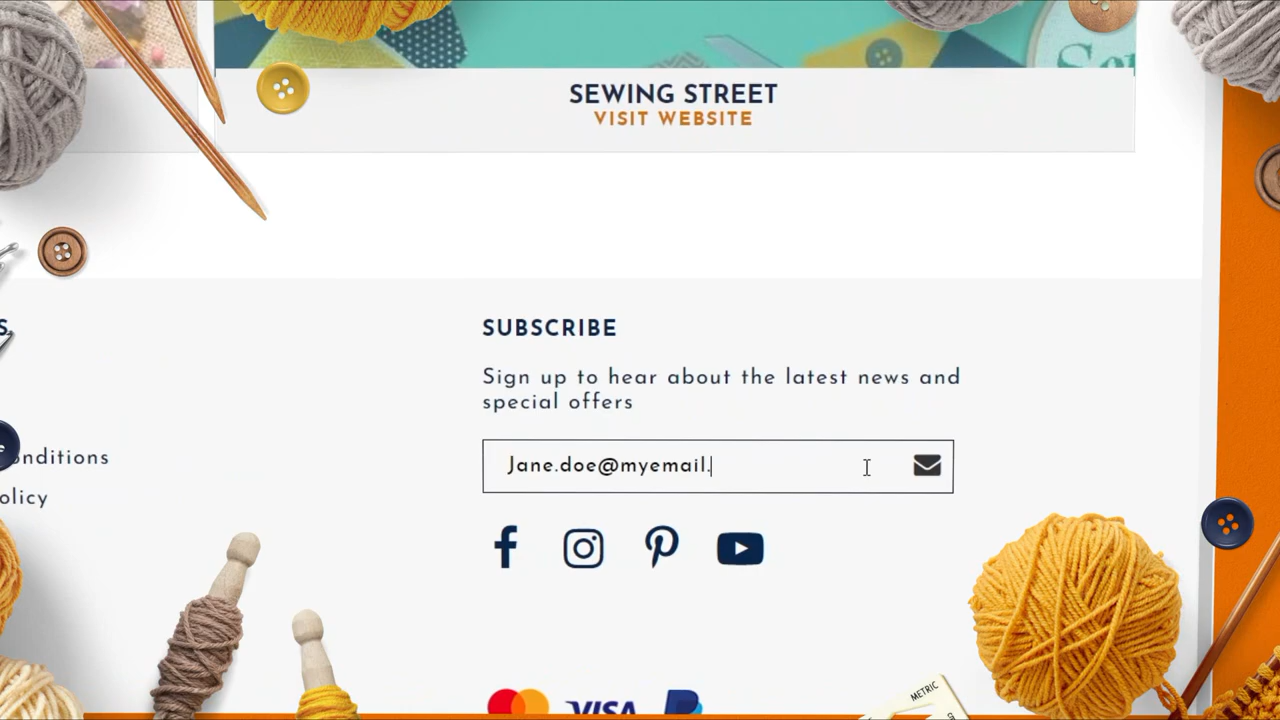 SEWING STREET
VISIT WEBSITE
SUBSCRIBE
Sign up to hear about the latest news and
special offers
Jane.doe@myemail.
onditions
olicy
VISA
METRIC